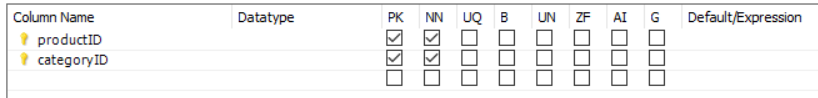 Column Name Datatype PK NN UQ B UN ZF AI G Default/Expression
productID
categoryID